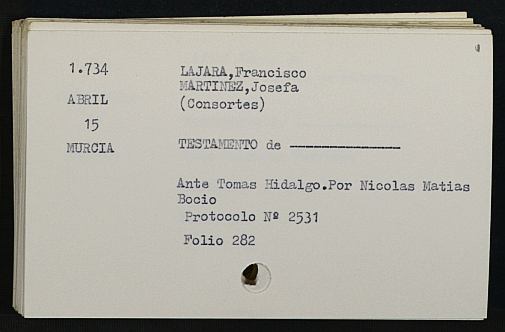 1.734
ABRIL
15
MURCIA
LAJARA,Francisco
MARTINEZ,Josefa
(Consortes)
TESTAMENTO de ----------------
Ante Tomas Hidalgo.Por Nicolas Matias
Bocio
Protocolo Nº 2531
Folio 282